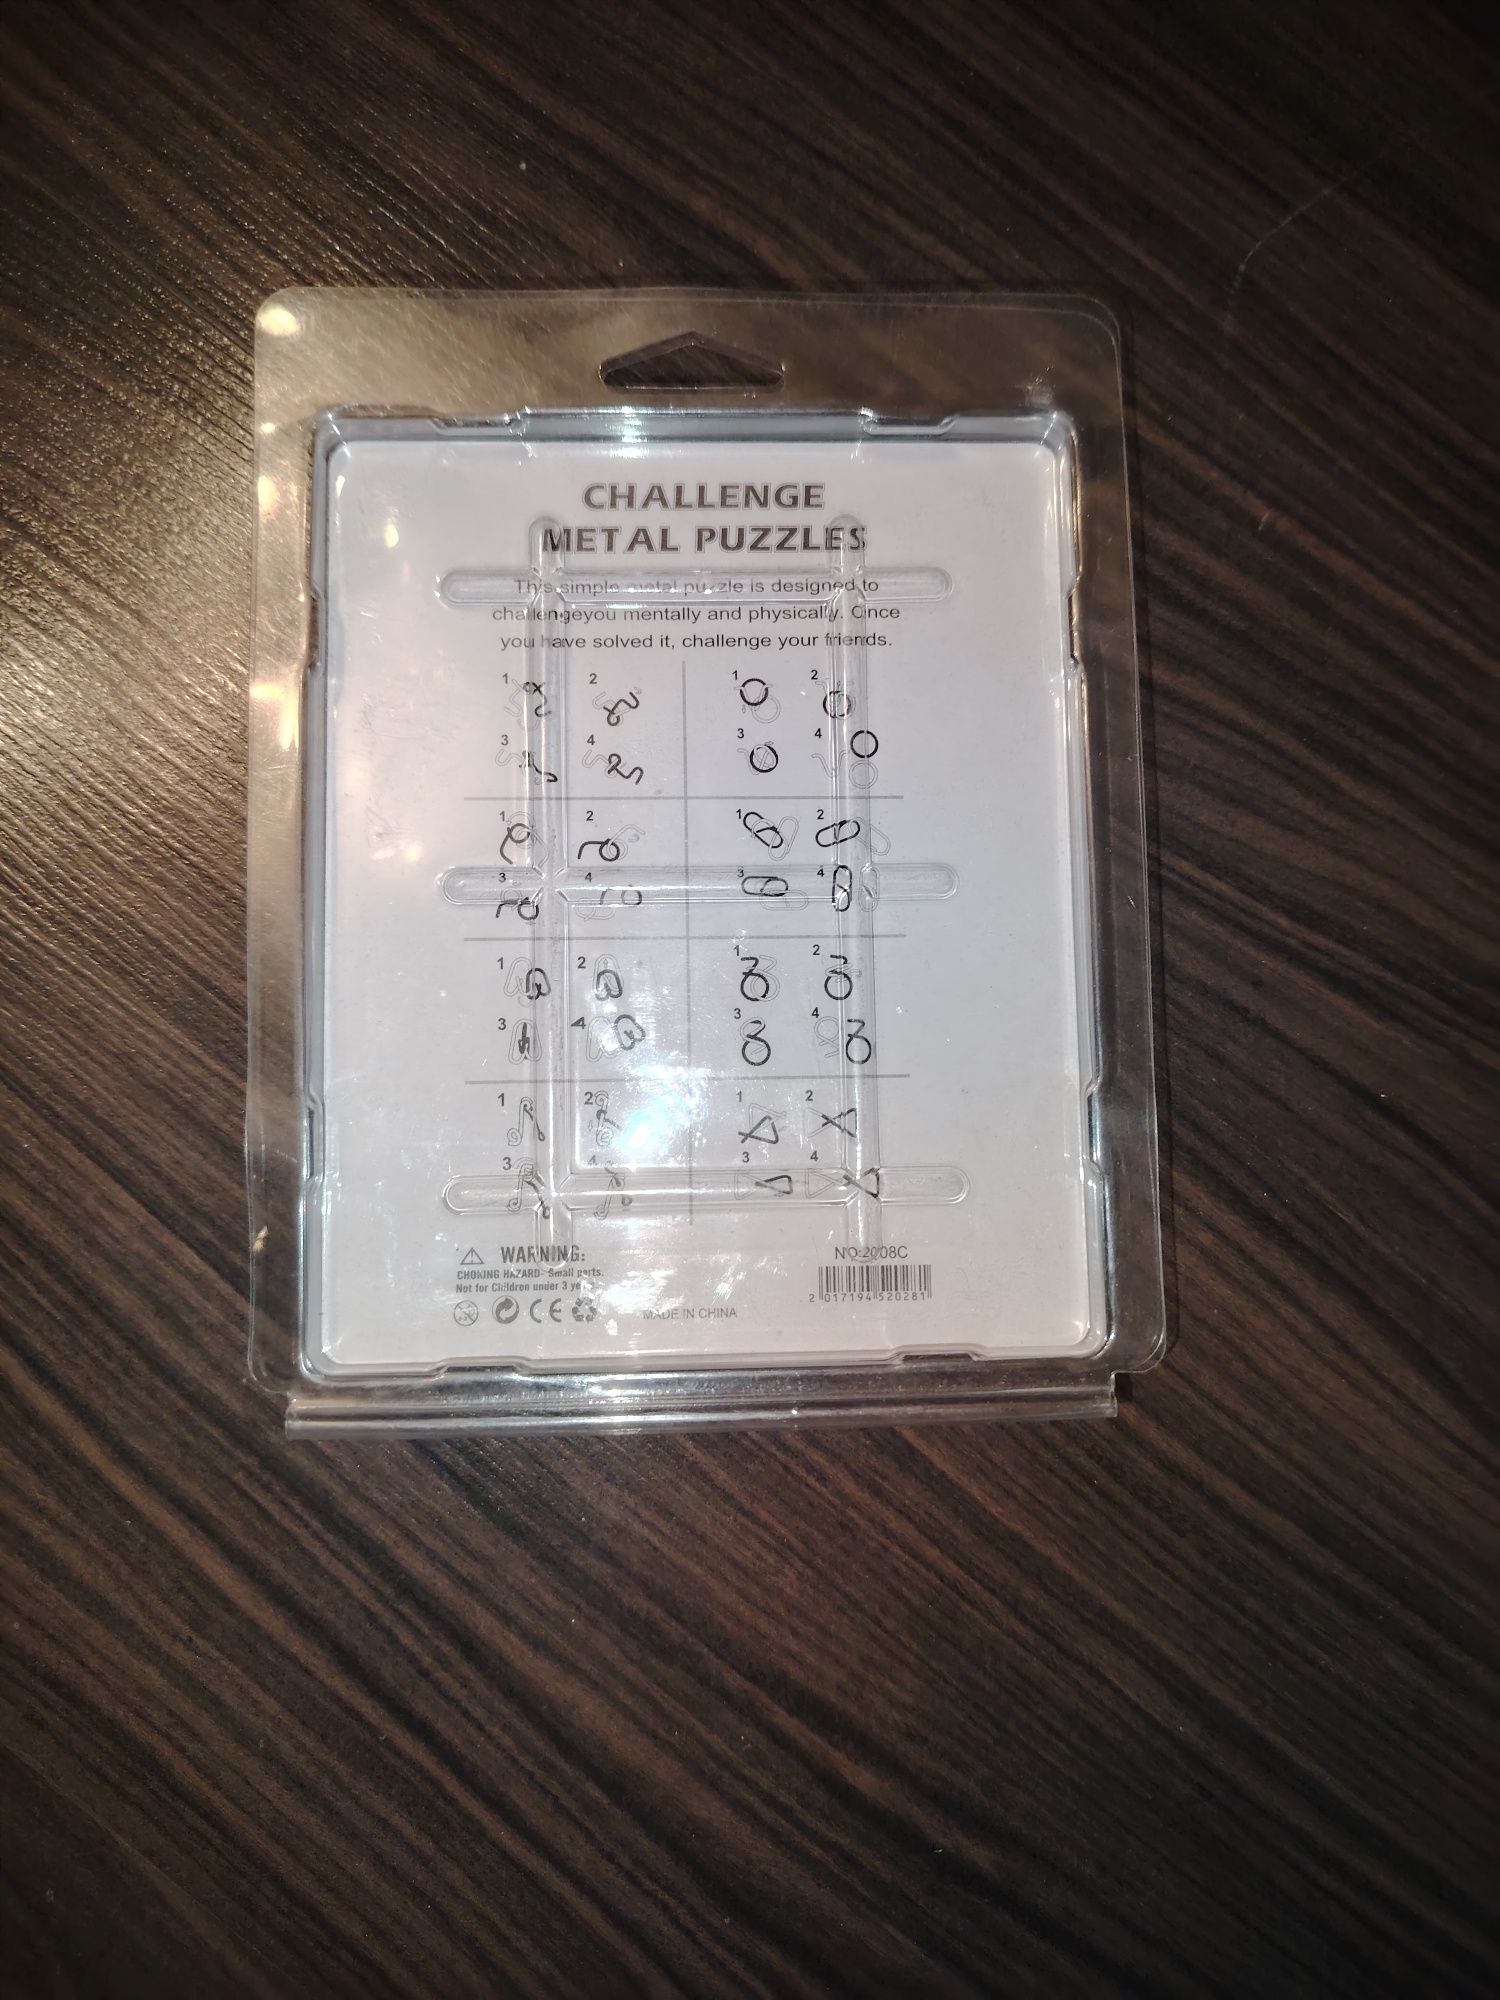 CHALLENGE
METAL PUZZLES
This simple metal puzzle is designed to
challengeyou mentally and physically. Once
you have solved it, challenge your friends.
1 2 1 2
3 4 3 4
1 2 1 2
3 4 3 4
1 2 1 2
3 4 3 4
1 2 1 2
3 4 3 4
WARNING:
CHOKING HAZARD- Small parts.
Not for Children under 3 years.
CE
MADE IN CHINA
NO:2008C
2 017194 520281